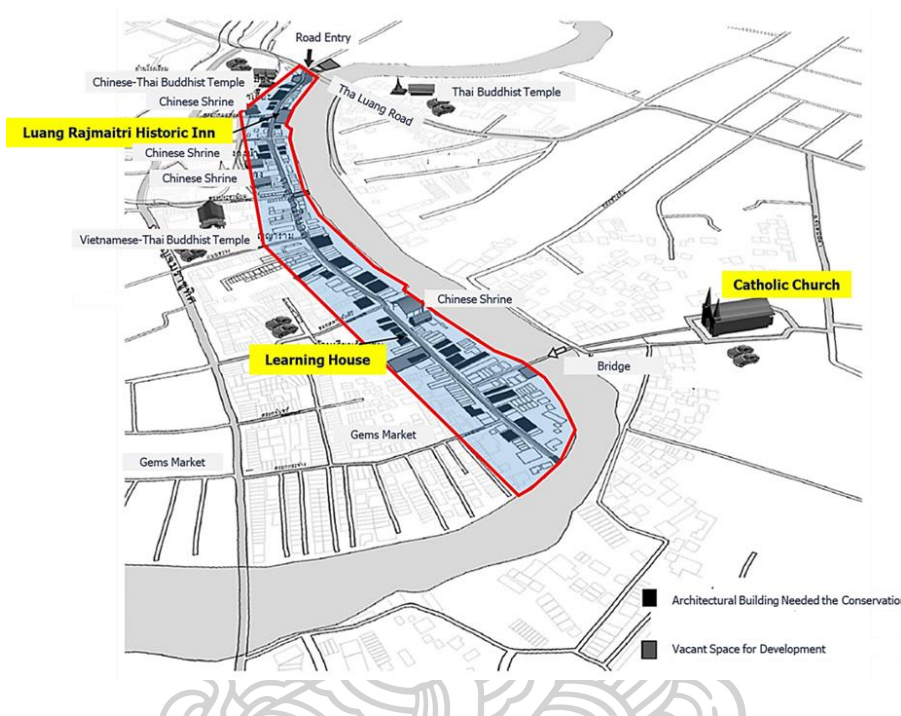 Road Entry
Chinese-Thai Buddhist Temple
Thai Buddhist Temple
Chinese Shrine
Tha Luang Road
Luang Rajmaitri Historic Inn
Chinese Shrine
Chinese Shrine
Vietnamese-Thai Buddhist Temple
Catholic Church
Chinese Shrine
Learning House
Bridge
Gems Market
Gems Market
Architectural Building Needed the Conservation
Vacant Space for Development